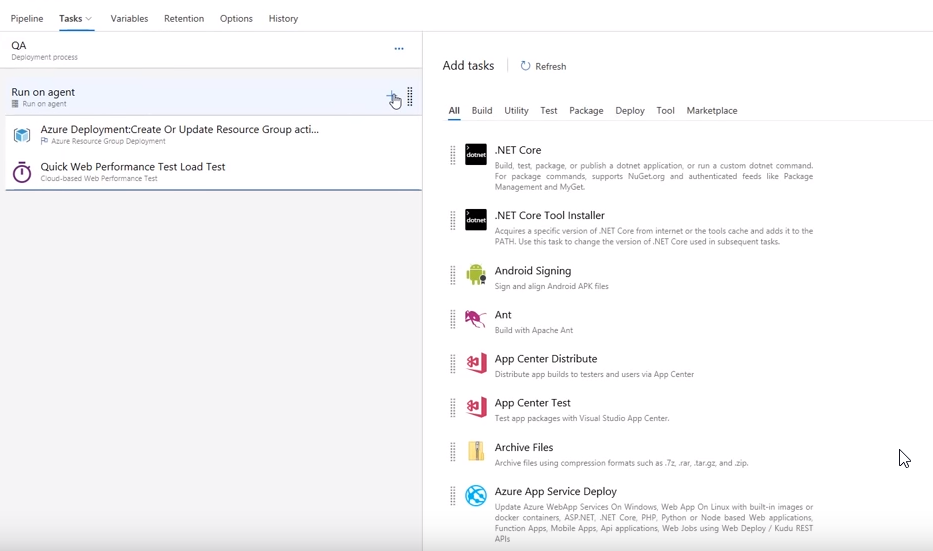 Pipeline Tasks Variables Retention Options History
QA
Deployment process
Run on agent
Run on agent
Azure Deployment:Create Or Update Resource Group acti...
Azure Resource Group Deployment
Quick Web Performance Test Load Test
Cloud-based Web Performance Test
Add tasks Refresh
All Build Utility Test Package Deploy Tool Marketplace
dotnet
.NET Core
Build, test, package, or publish a dotnet application, or run a custom dotnet command.
For package commands, supports NuGet.org and authenticated feeds like Package
Management and MyGet.
dotnet
.NET Core Tool Installer
Acquires a specific version of .NET Core from internet or the tools cache and adds it to the
PATH. Use this task to change the version of .NET Core used in subsequent tasks.
Android Signing
Sign and align Android APK files
Ant
Build with Apache Ant
App Center Distribute
Distribute app builds to testers and users via App Center
App Center Test
Test app packages with Visual Studio App Center.
Archive Files
Archive files using compression formats such as .7z, .rar, .tar.gz, and .zip.
Azure App Service Deploy
Update Azure WebApp Services On Windows, Web App On Linux with built-in images or
docker containers, ASP.NET, .NET Core, PHP, Python or Node based Web applications,
Function Apps, Mobile Apps, Api applications, Web Jobs using Web Deploy / Kudu REST
APIs